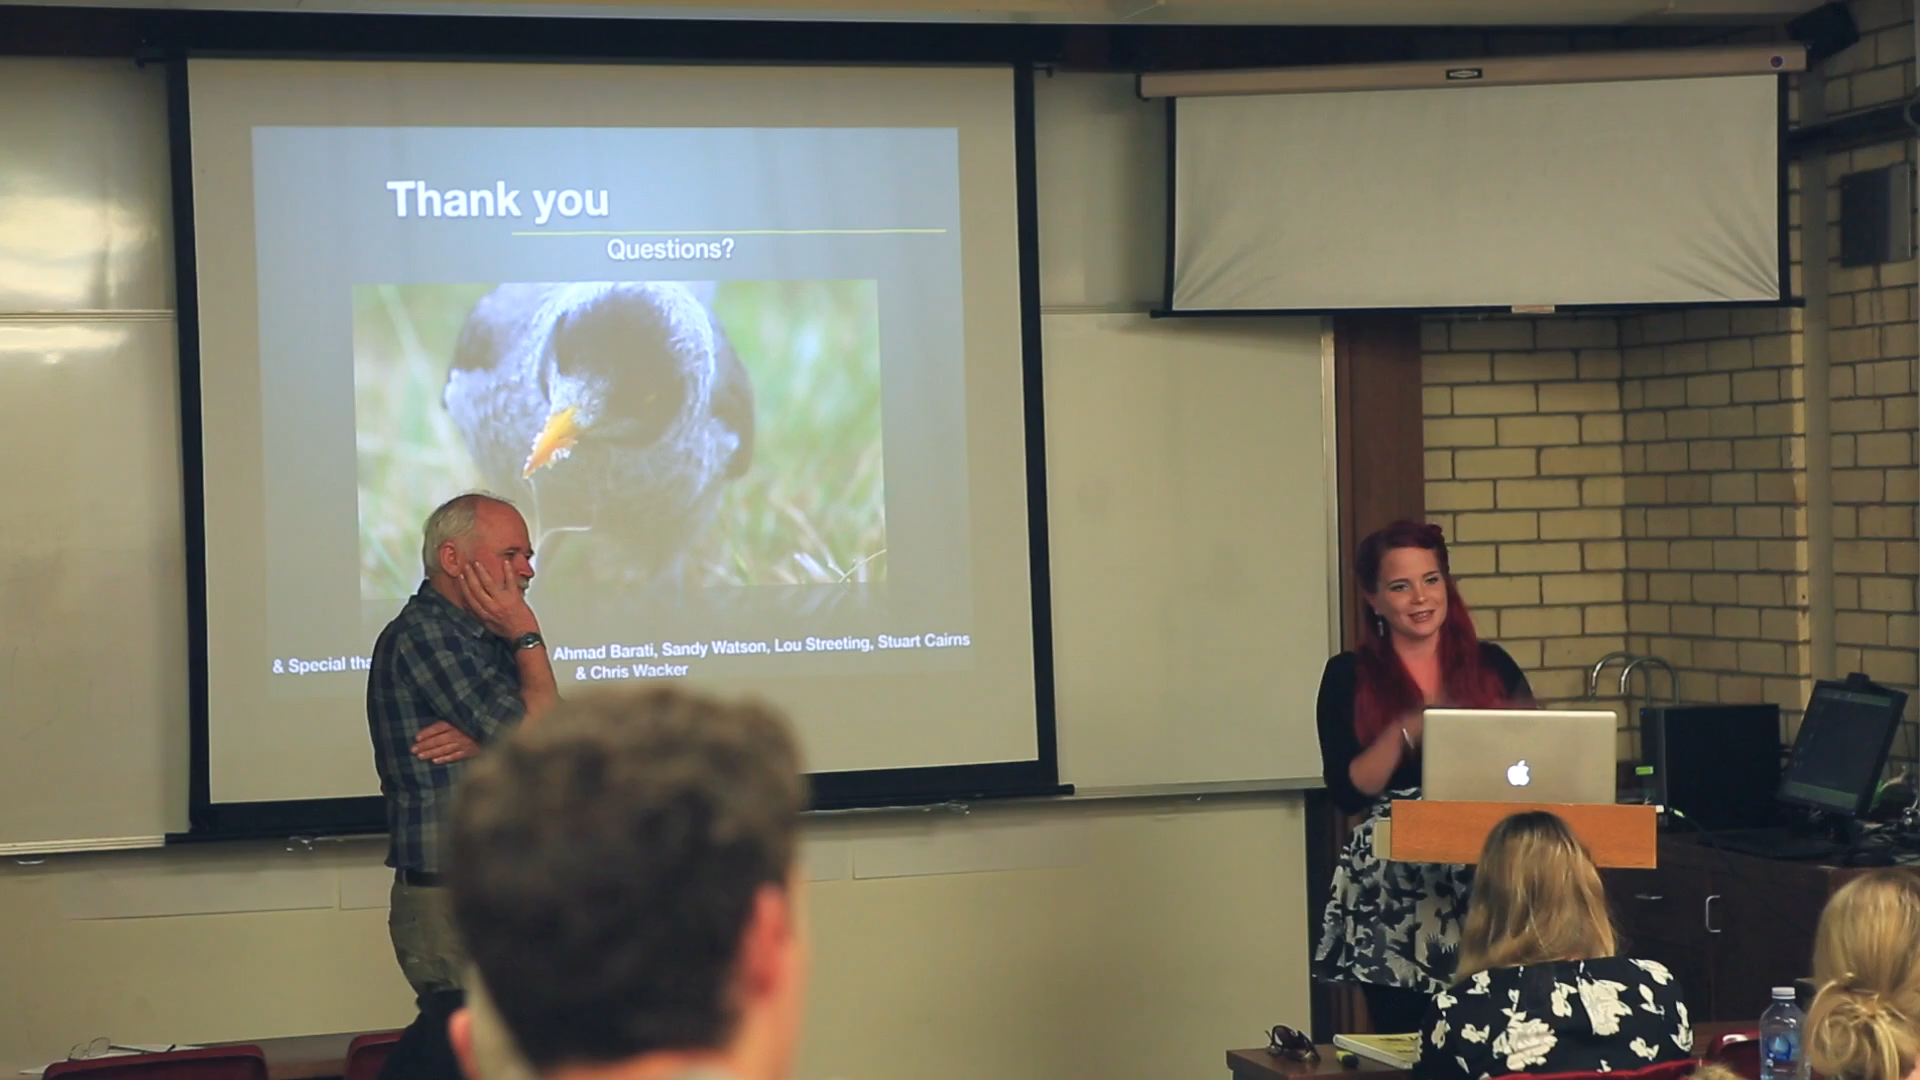 Thank you
Questions?
& Special tha Ahmad Barati, Sandy Watson, Lou Streeting, Stuart Cairns
& Chris Wacker